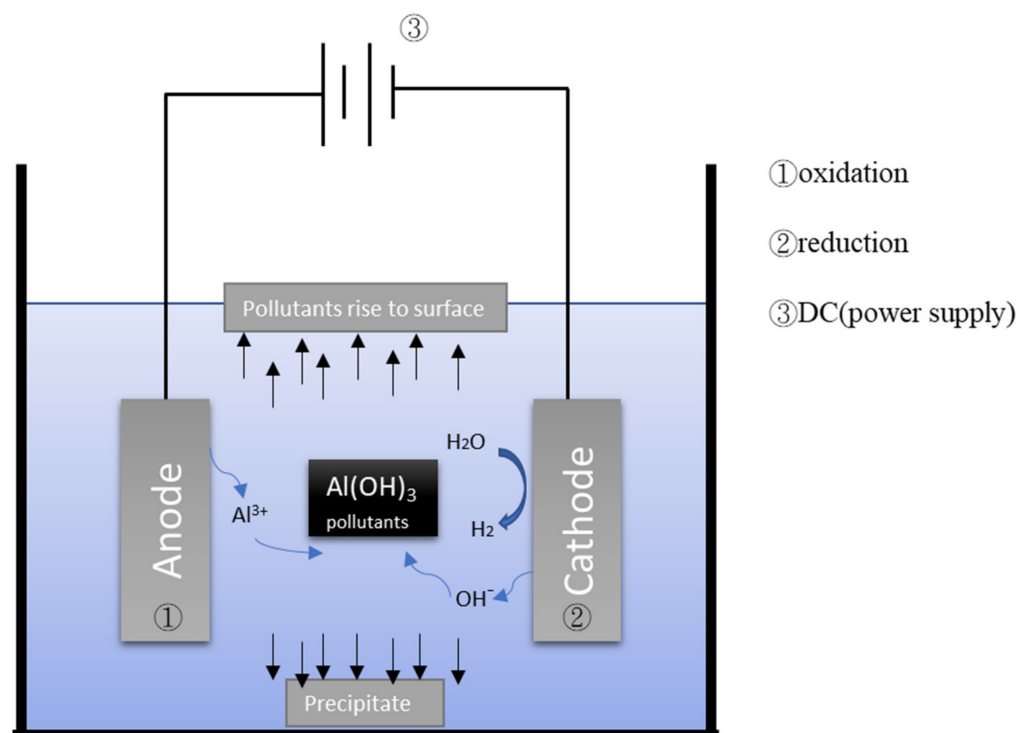 ③
①oxidation
②reduction
③DC(power supply)
Pollutants rise to surface
Anode
①
Al³⁺
Al(OH)₃
pollutants
H₂O
H₂
OH⁻
Cathode
②
Precipitate